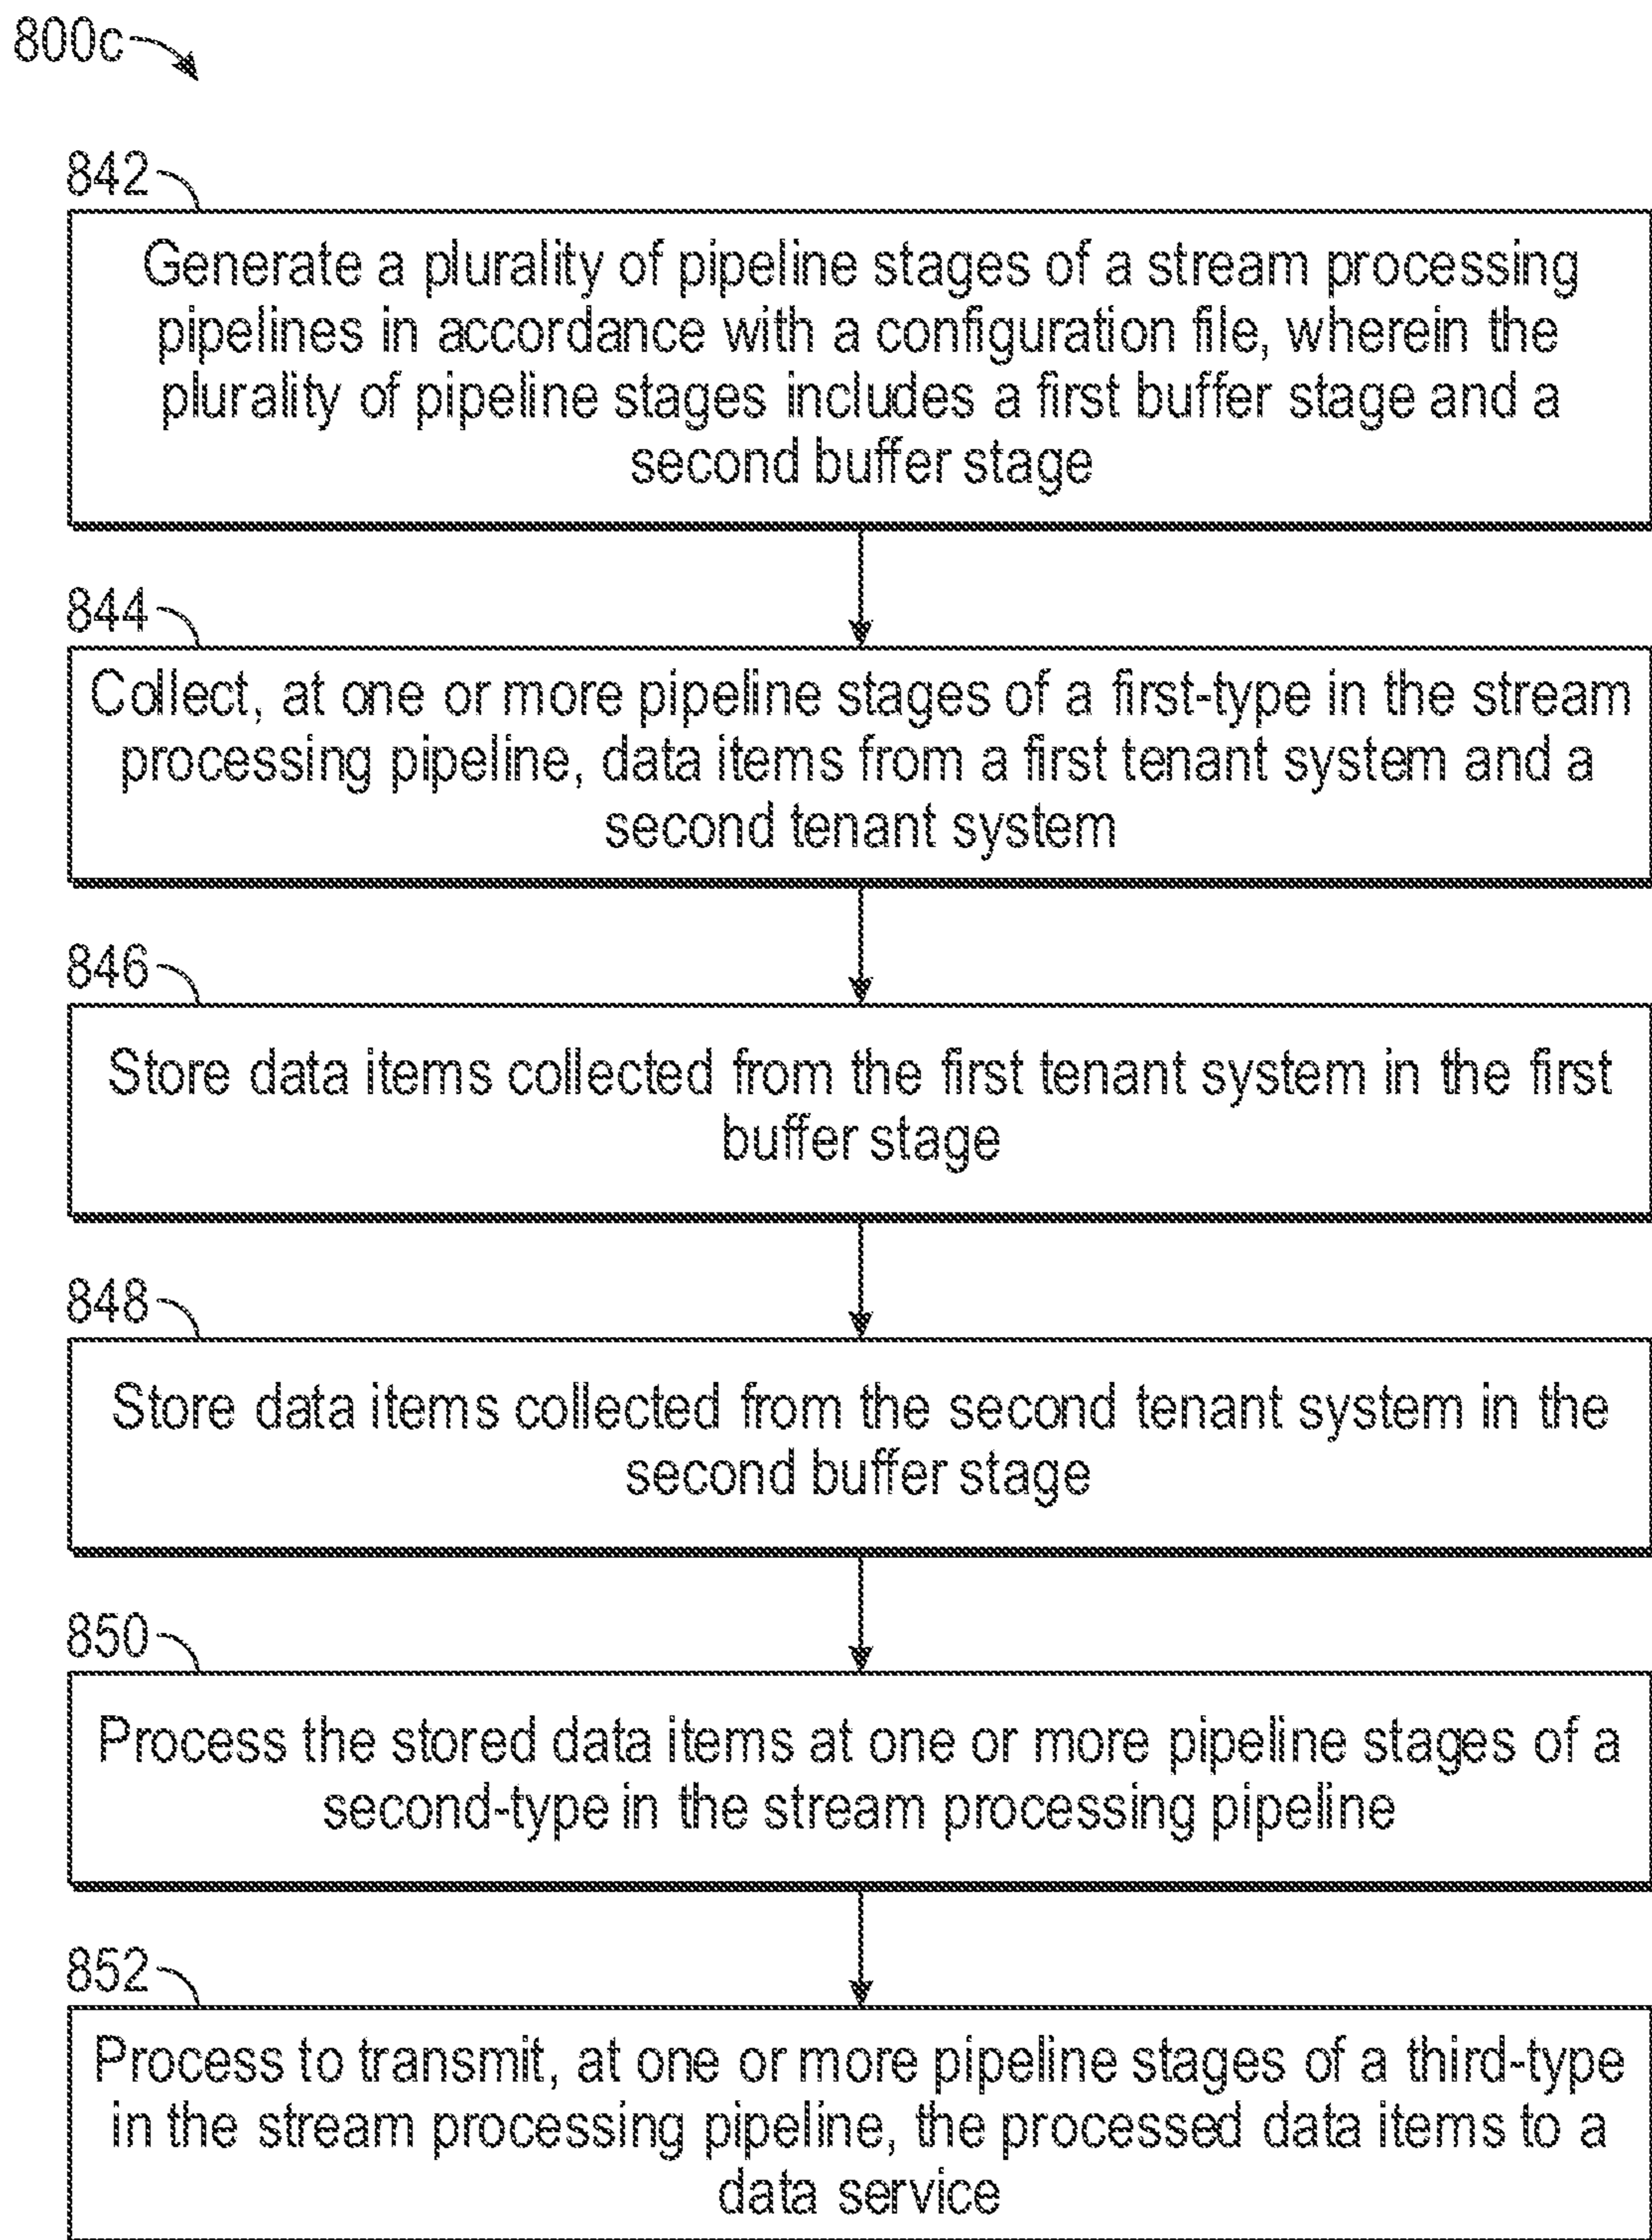 800c
842
Generate a plurality of pipeline stages of a stream processing
pipelines in accordance with a configuration file, wherein the
plurality of pipeline stages includes a first buffer stage and a
second buffer stage
844
Collect, at one or more pipeline stages of a first-type in the stream
processing pipeline, data items from a first tenant system and a
second tenant system
846
Store data items collected from the first tenant system in the first
buffer stage
848
Store data items collected from the second tenant system in the
second buffer stage
850
Process the stored data items at one or more pipeline stages of a
second-type in the stream processing pipeline
852
Process to transmit, at one or more pipeline stages of a third-type
in the stream processing pipeline, the processed data items to a
data service